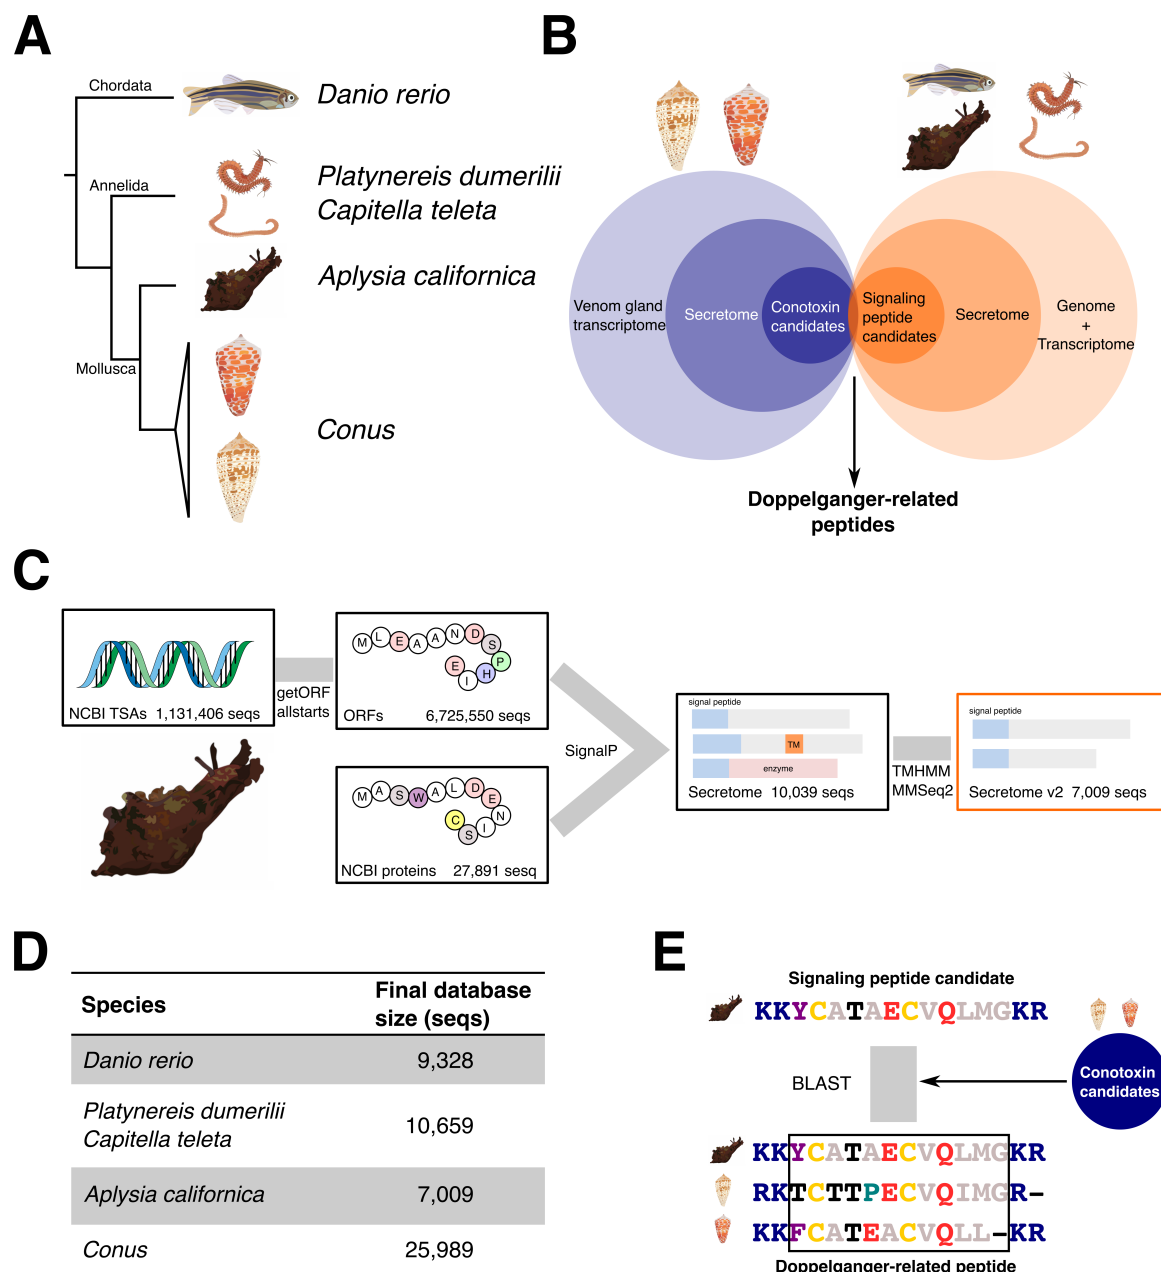 A
Chordata
Danio rerio
Annelida
Platynereis dumerilii
Capitella teleta
Aplysia californica
Mollusca
Conus
B
Venom gland
transcriptome
Secretome
Conotoxin
candidates
Signaling
peptide
candidates
Secretome
Genome
+
Transcriptome
Doppelganger-related
peptides
C
NCBI TSAs 1,131,406 seqs
getORF
allstarts
M L E A A N D S P H I E
ORFs 6,725,550 seqs
M A S W A L D E N I S C
NCBI proteins 27,891 sesq
SignalP
signal peptide
TM
enzyme
Secretome 10,039 seqs
TMHMM
MMSeq2
signal peptide
Secretome v2 7,009 seqs
D
Species
Final database
size (seqs)
Danio rerio 9,328
Platynereis dumerilii
Capitella teleta
10,659
Aplysia californica 7,009
Conus 25,989
E
Signaling peptide candidate
KKYCATAECVQLMGKR
BLAST
Conotoxin
candidates
KKYCATAECVQLMGKR
RKTCTTPECVQIMGR-
KKFCATEACVQLL-KR
Doppelganger-related peptide